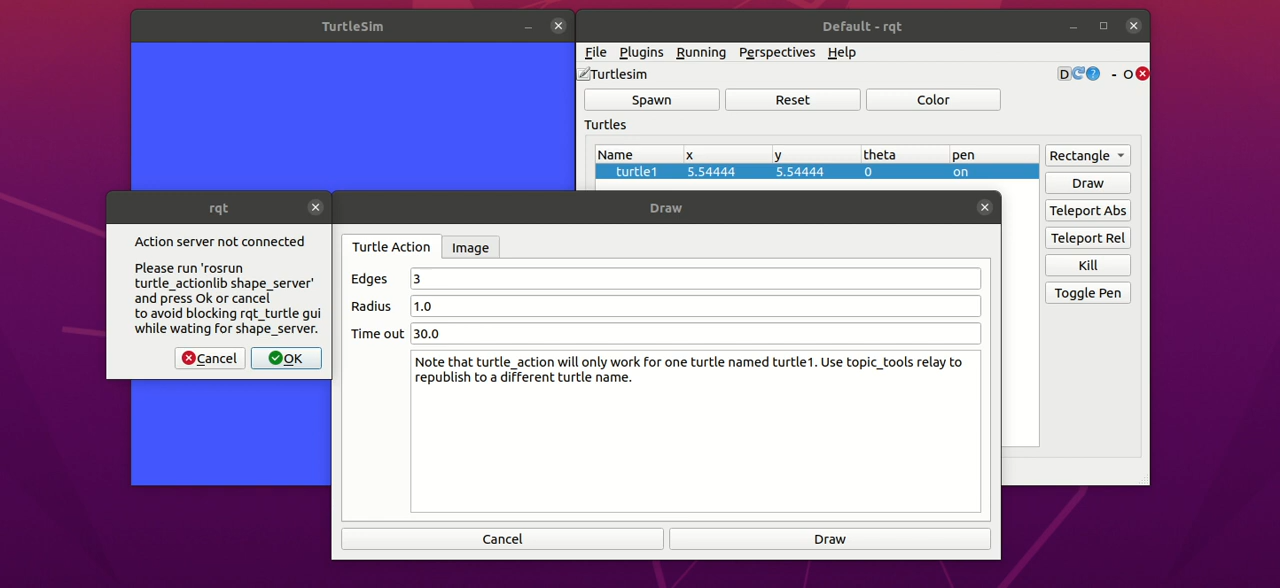 TurtleSim
Default - rqt
File Plugins Running Perspectives Help
Turtlesim
D ? - O
Spawn Reset Color
Turtles
Name x y theta pen
turtle1 5.54444 5.54444 0 on
Rectangle
Draw
Teleport Abs
Teleport Rel
Kill
Toggle Pen
rqt
Action server not connected
Please run 'rosrun
turtle_actionlib shape_server'
and press Ok or cancel
to avoid blocking rqt_turtle gui
while wating for shape_server.
Cancel OK
Draw
Turtle Action Image
Edges 3
Radius 1.0
Time out 30.0
Note that turtle_action will only work for one turtle named turtle1. Use topic_tools relay to
republish to a different turtle name.
Cancel Draw